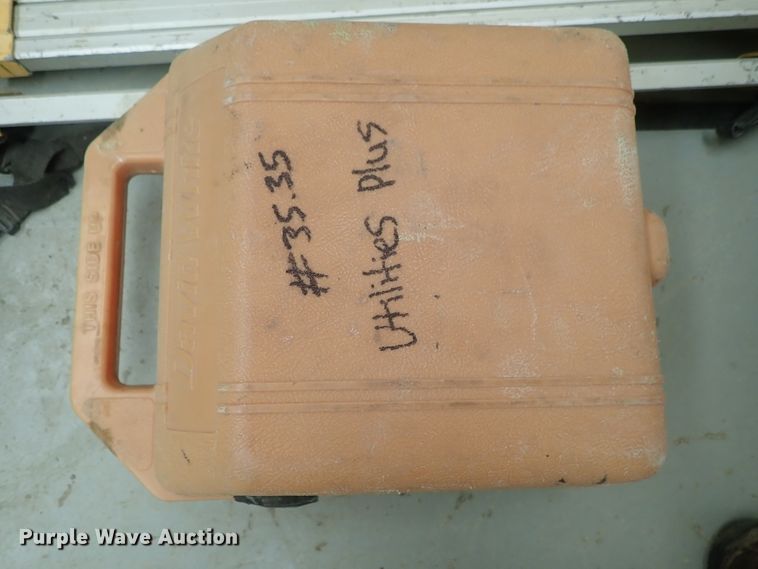 #35.35
Utilities plus
THIS SIDE UP
Purple Wave Auction